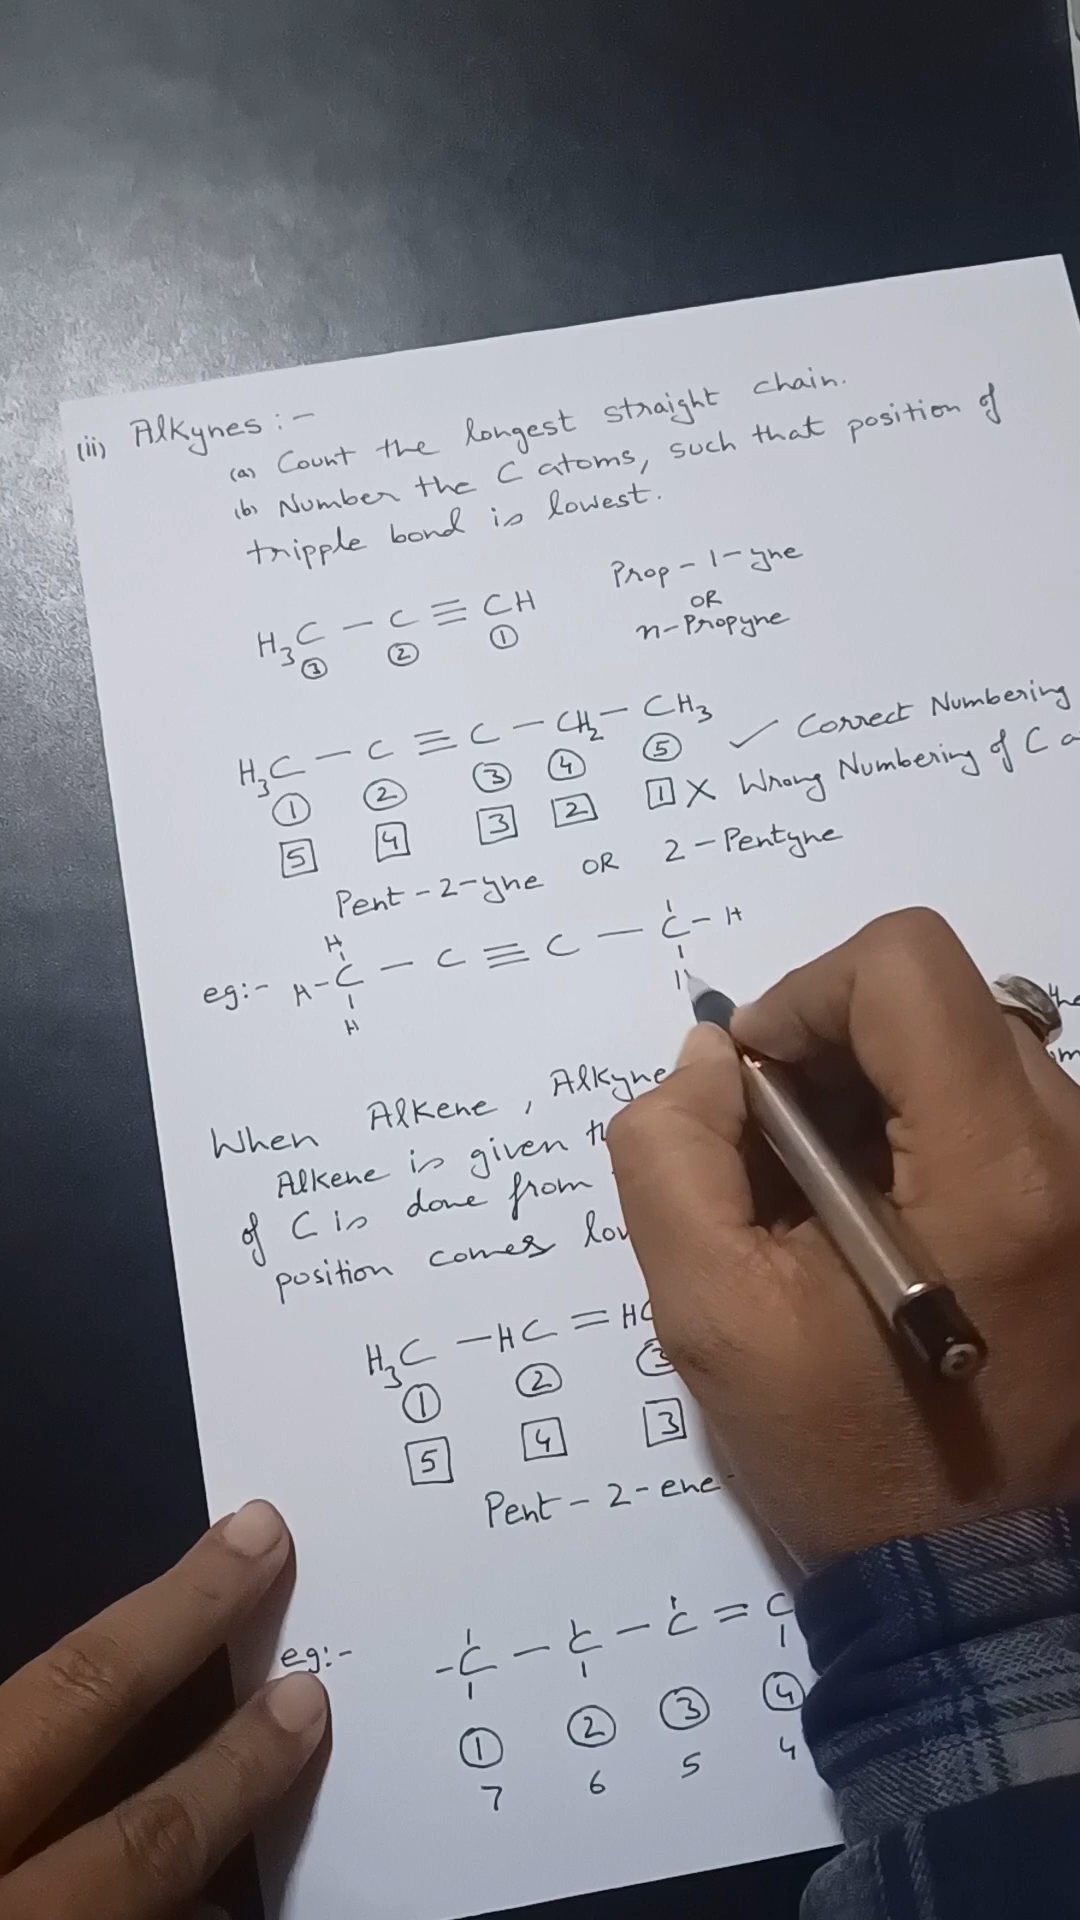 (ii) Alkynes :-
(a) Count the longest straight chain.
(b) Number the C atoms, such that position of
tripple bond is lowest.
H₃C - C ≡ CH Prop-1-yne
OR
③ ② ① n-Propyne
H₃C - C ≡ C - CH₂ - CH₃
① ② ③ ④ ⑤ ✓ Correct Numbering
5 4 3 2 1 X Wrong Numbering of C a
Pent-2-yne OR 2-Pentyne
H
eg:- H-C - C ≡ C - C-H
H
When Alkene, Alkyne
Alkene is given
of C is done from
position comes
H₃C - HC = HC
① ② ③
5 4 3
Pent-2-ene
eg:- -C - C - C = C
① ② ③ ④
7 6 5 4